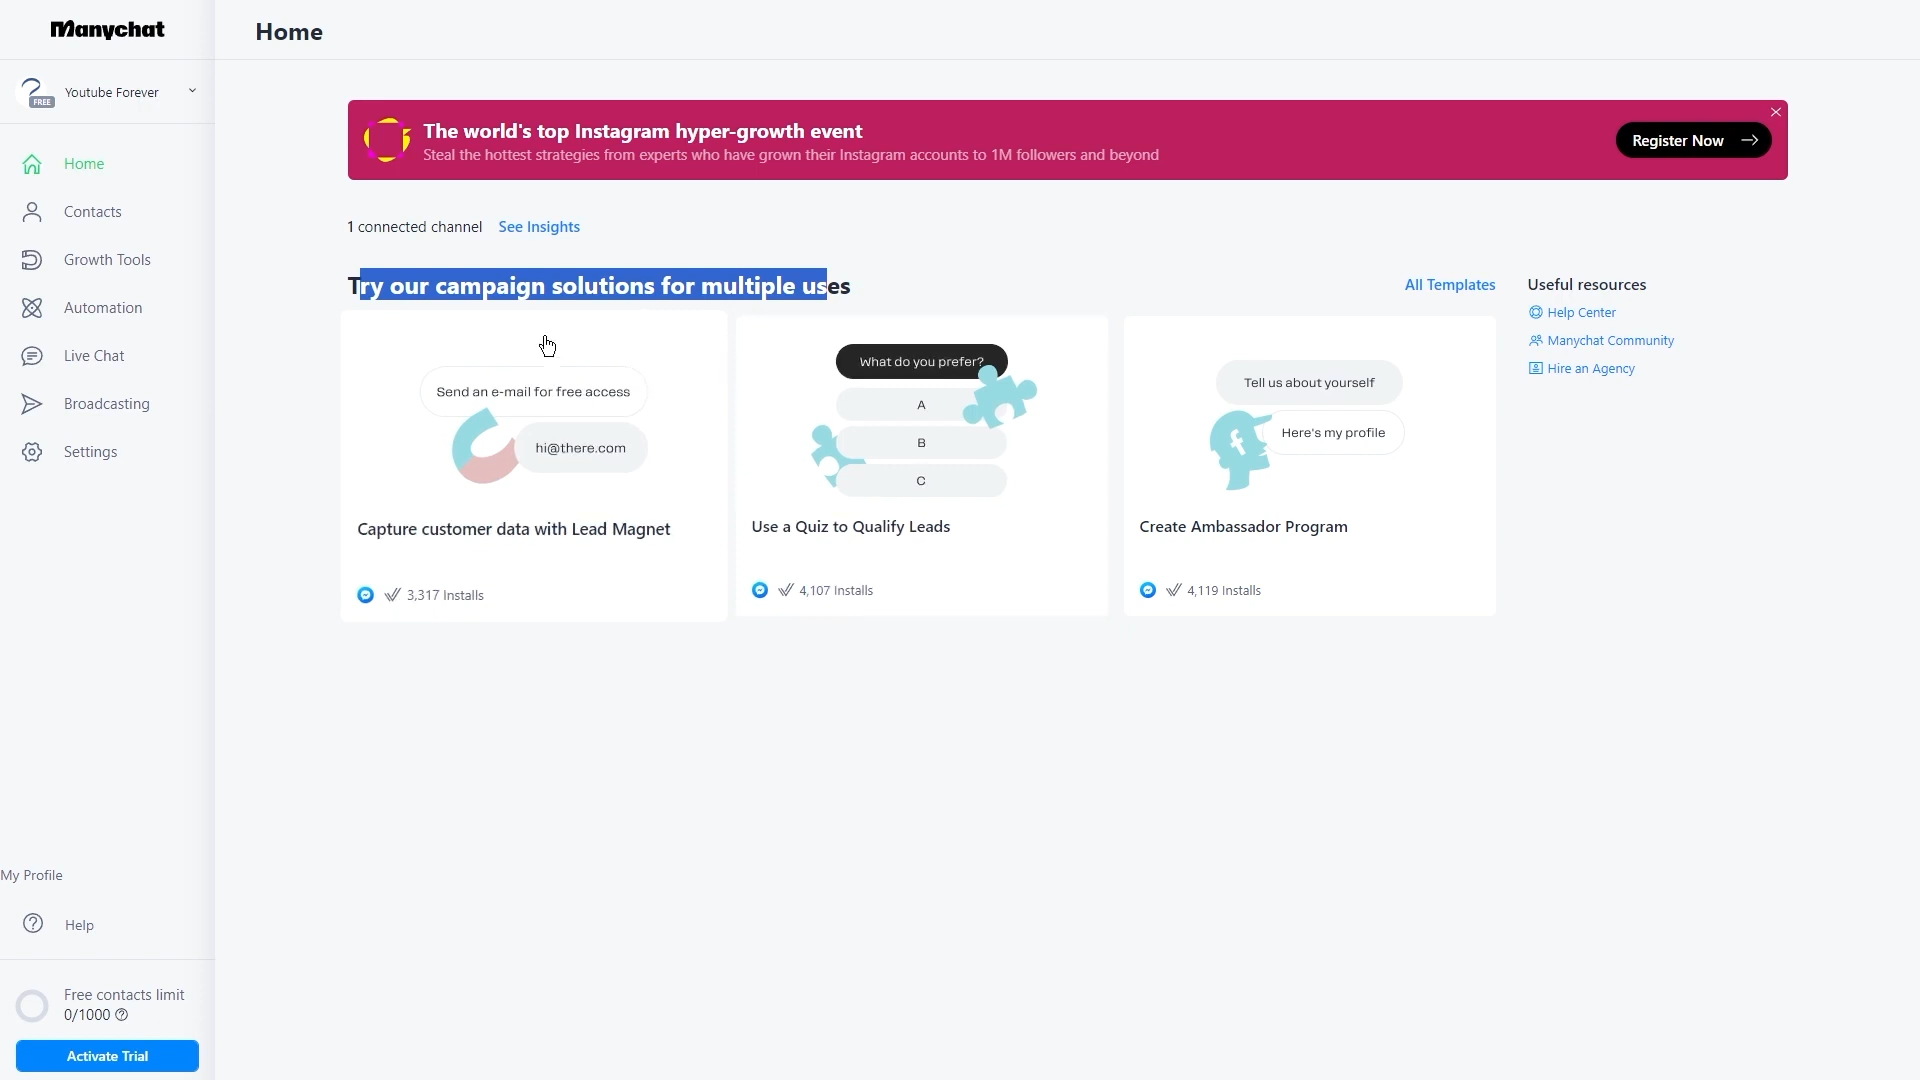 Manychat
Home
FREE
Youtube Forever
Home
Contacts
Growth Tools
Automation
Live Chat
Broadcasting
Settings
My Profile
Help
Free contacts limit
0/1000
Activate Trial
The world's top Instagram hyper-growth event
Steal the hottest strategies from experts who have grown their Instagram accounts to 1M followers and beyond
Register Now
1 connected channel See Insights
Try our campaign solutions for multiple uses
All Templates
Send an e-mail for free access
hi@there.com
Capture customer data with Lead Magnet
3,317 Installs
What do you prefer?
A
B
C
Use a Quiz to Qualify Leads
4,107 Installs
Tell us about yourself
Here's my profile
Create Ambassador Program
4,119 Installs
Useful resources
Help Center
Manychat Community
Hire an Agency